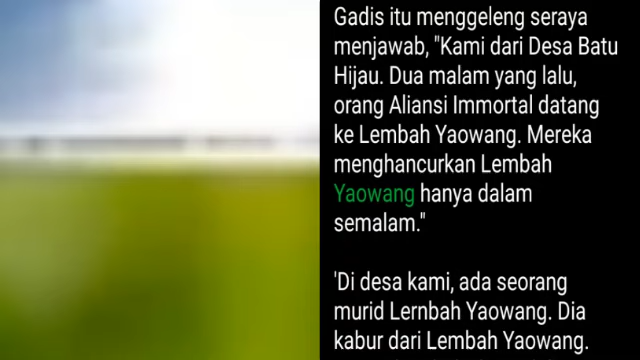 Gadis itu menggeleng seraya
menjawab, "Kami dari Desa Batu
Hijau. Dua malam yang lalu,
orang Aliansi Immortal datang
ke Lembah Yaowang. Mereka
menghancurkan Lembah
Yaowang hanya dalam
semalam."
'Di desa kami, ada seorang
murid Lernbah Yaowang. Dia
kabur dari Lembah Yaowang.